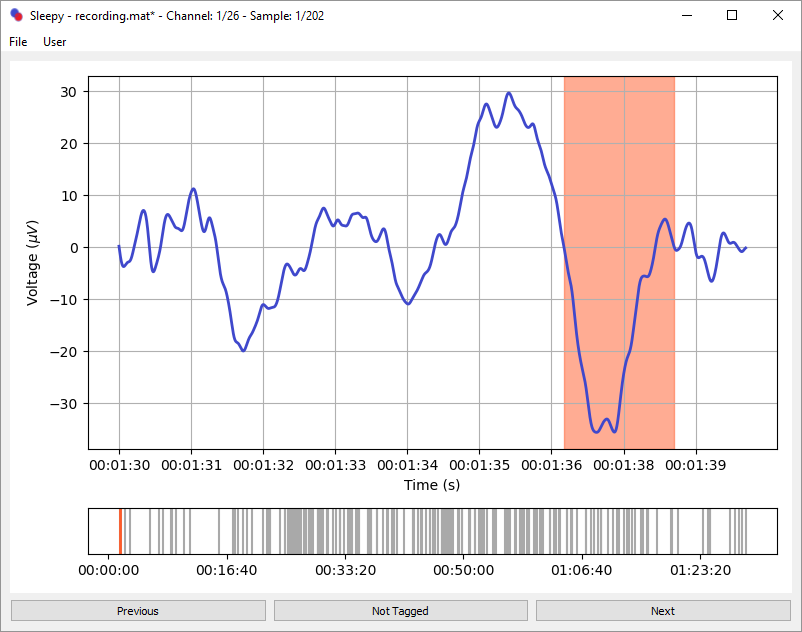 Sleepy - recording.mat* - Channel: 1/26 - Sample: 1/202
File User
30
20
10
0
−10
−20
−30
Voltage (μV)
00:01:30 00:01:31 00:01:32 00:01:33 00:01:34 00:01:35 00:01:36 00:01:38 00:01:39
Time (s)
00:00:00 00:16:40 00:33:20 00:50:00 01:06:40 01:23:20
Previous Not Tagged Next